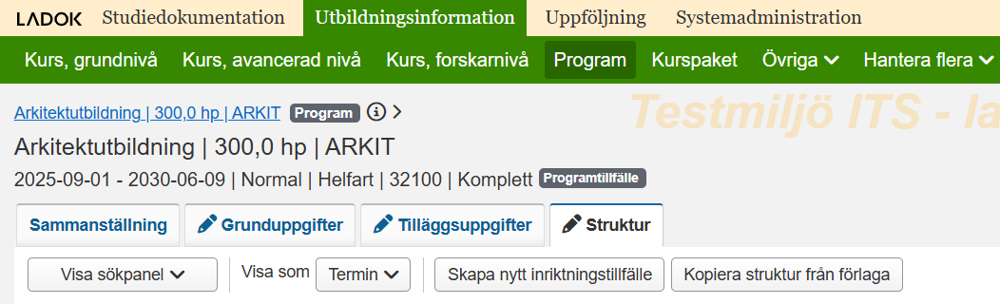 LADOK Studiedokumentation Utbildningsinformation Uppföljning Systemadministration
Kurs, grundnivå Kurs, avancerad nivå Kurs, forskarnivå Program Kurspaket Övriga Hantera flera
Testmiljö ITS - la
Arkitektutbildning | 300,0 hp | ARKIT Program
Arkitektutbildning | 300,0 hp | ARKIT
2025-09-01 - 2030-06-09 | Normal | Helfart | 32100 | Komplett Programtillfälle
Sammanställning Grunduppgifter Tilläggsuppgifter Struktur
Visa sökpanel Visa som Termin Skapa nytt inriktningstillfälle Kopiera struktur från förlaga